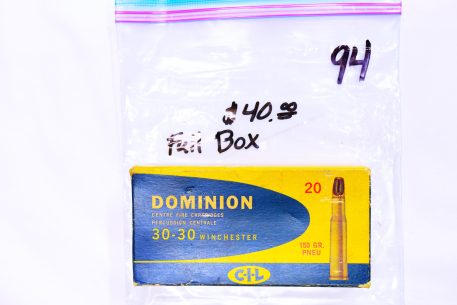 94
$40.00
Full Box
DOMINION
CENTRE FIRE CARTRIDGES
PERCUSSION CENTRALE
30-30 WINCHESTER
20
150 GR.
PNEU
C-I-L